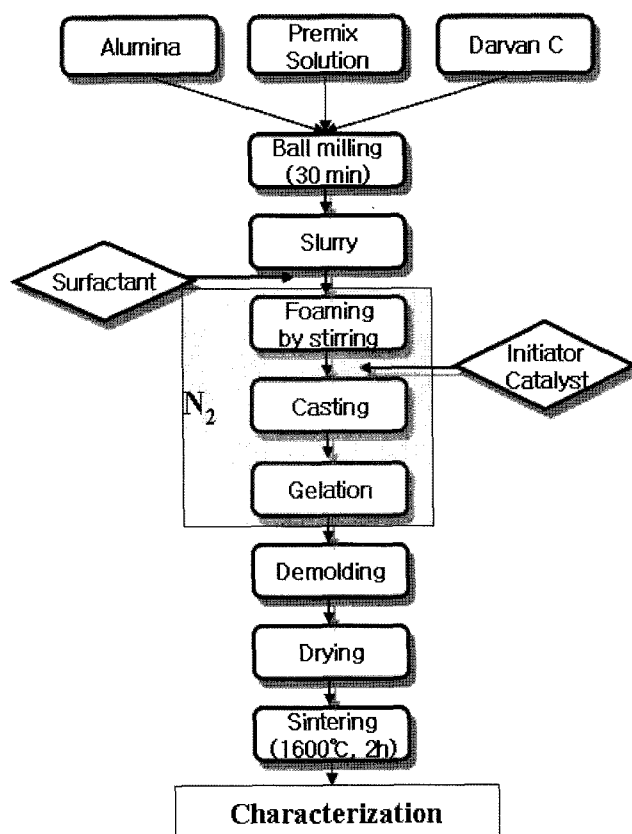 Alumina
Premix
Solution
Darvan C
Ball milling
(30 min)
Slurry
Surfactant
Foaming
by stirring
Initiator
Catalyst
N₂
Casting
Gelation
Demolding
Drying
Sintering
(1600℃, 2h)
Characterization